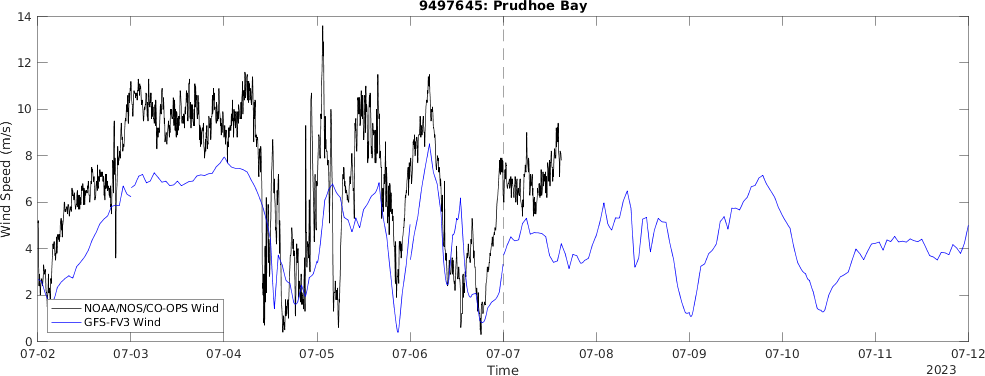 9497645: Prudhoe Bay
14
12
10
8
6
4
2
0
Wind Speed (m/s)
NOAA/NOS/CO-OPS Wind
GFS-FV3 Wind
07-02 07-03 07-04 07-05 07-06 07-07 07-08 07-09 07-10 07-11 07-12
Time
2023